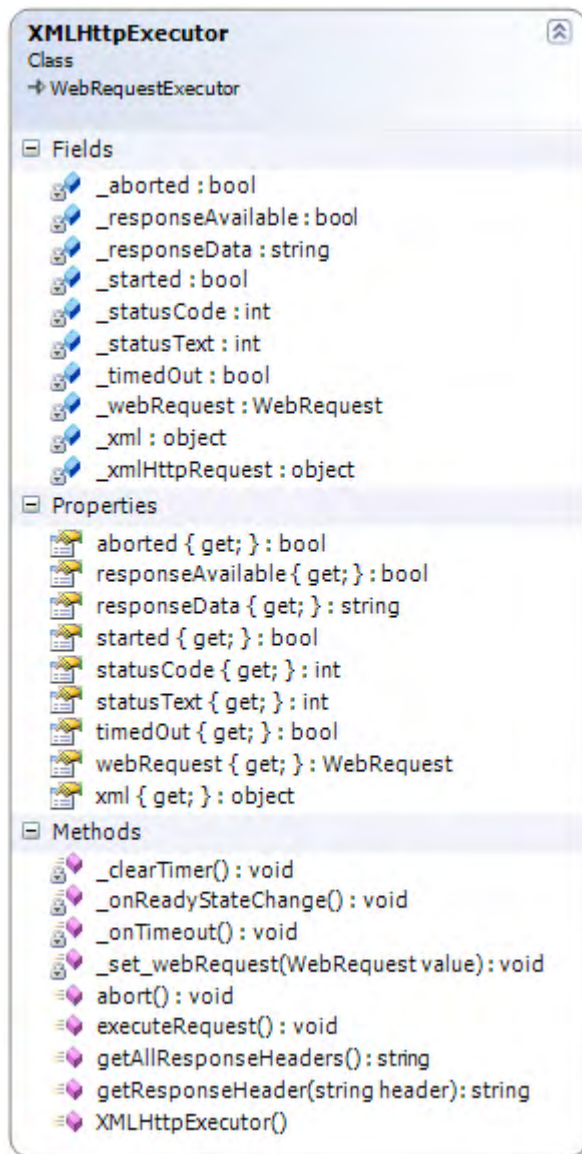 XMLHttpExecutor
Class
WebRequestExecutor
Fields
_aborted : bool
_responseAvailable : bool
_responseData : string
_started : bool
_statusCode : int
_statusText : int
_timedOut : bool
_webRequest : WebRequest
_xml : object
_xmlHttpRequest : object
Properties
aborted { get; } : bool
responseAvailable { get; } : bool
responseData { get; } : string
started { get; } : bool
statusCode { get; } : int
statusText { get; } : int
timedOut { get; } : bool
webRequest { get; } : WebRequest
xml { get; } : object
Methods
_clearTimer() : void
_onReadyStateChange() : void
_onTimeout() : void
_set_webRequest(WebRequest value) : void
abort() : void
executeRequest() : void
getAllResponseHeaders() : string
getResponseHeader(string header) : string
XMLHttpExecutor()